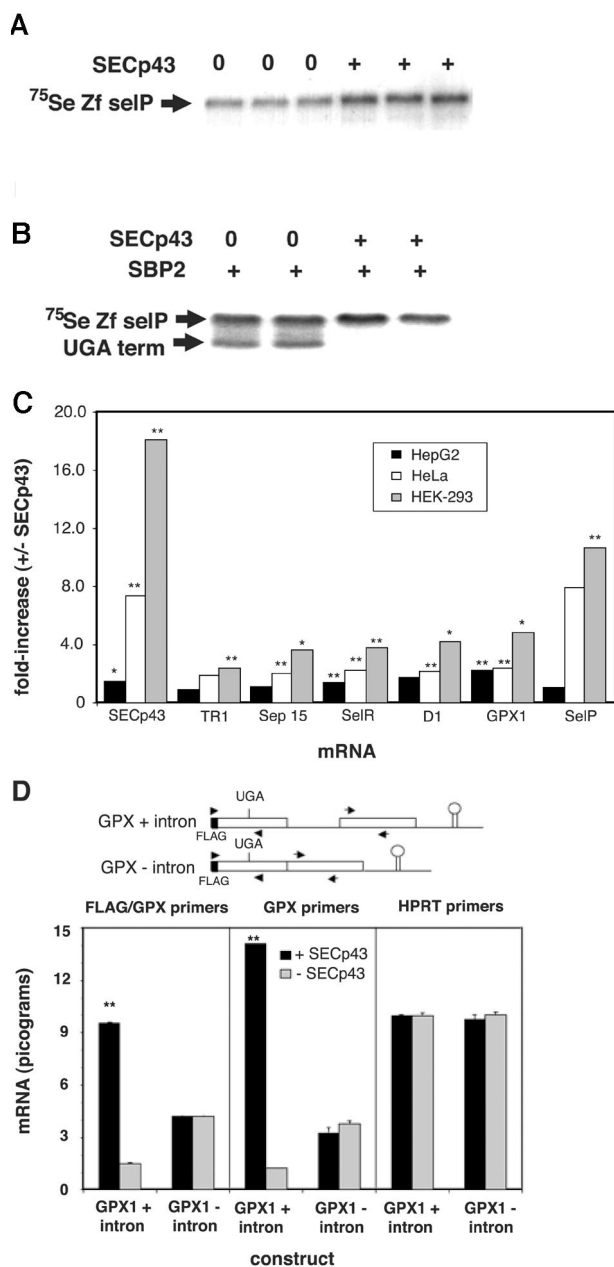 A
SECp43 0 0 0 + + +
75Se Zf selP
B
SECp43 0 0 + +
SBP2 + + + +
75Se Zf selP
UGA term
C
20.0
16.0
12.0
8.0
4.0
0
fold-increase (+/- SECp43)
HepG2
HeLa
HEK-293
* ** **
**
** *
** ** **
** *
** ** *
**
SECp43 TR1 Sep 15 SelR D1 GPX1 SelP
mRNA
D
UGA
GPX + intron
FLAG
UGA
GPX - intron
FLAG
FLAG/GPX primers GPX primers HPRT primers
15
12
9
6
3
0
mRNA (picograms)
**
**
+ SECp43
- SECp43
GPX1 + GPX1 - GPX1 + GPX1 - GPX1 + GPX1 -
intron intron intron intron intron intron
construct